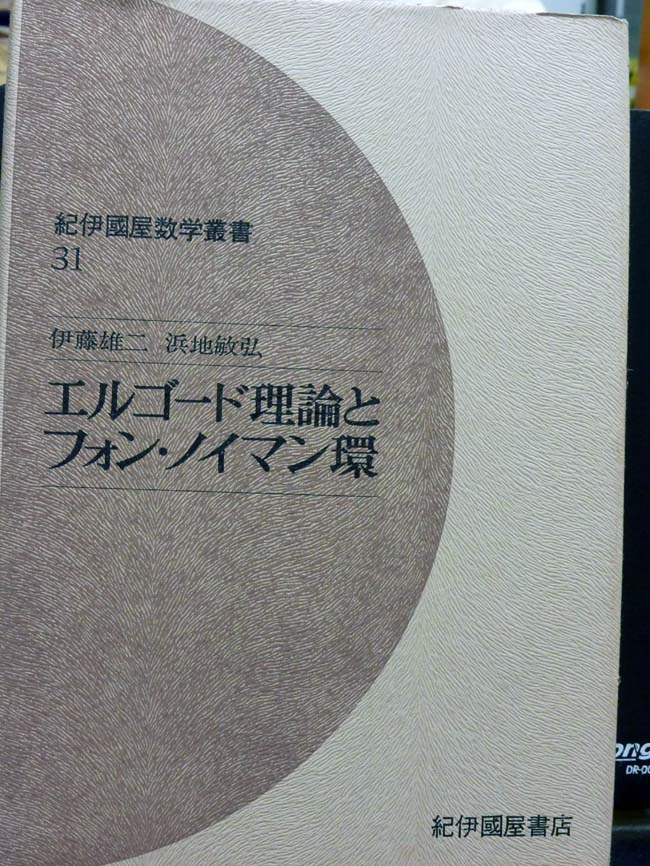 紀伊國屋数学叢書
31
伊藤雄二 浜地敏弘
エルゴード理論と
フォン・ノイマン環
紀伊國屋書店